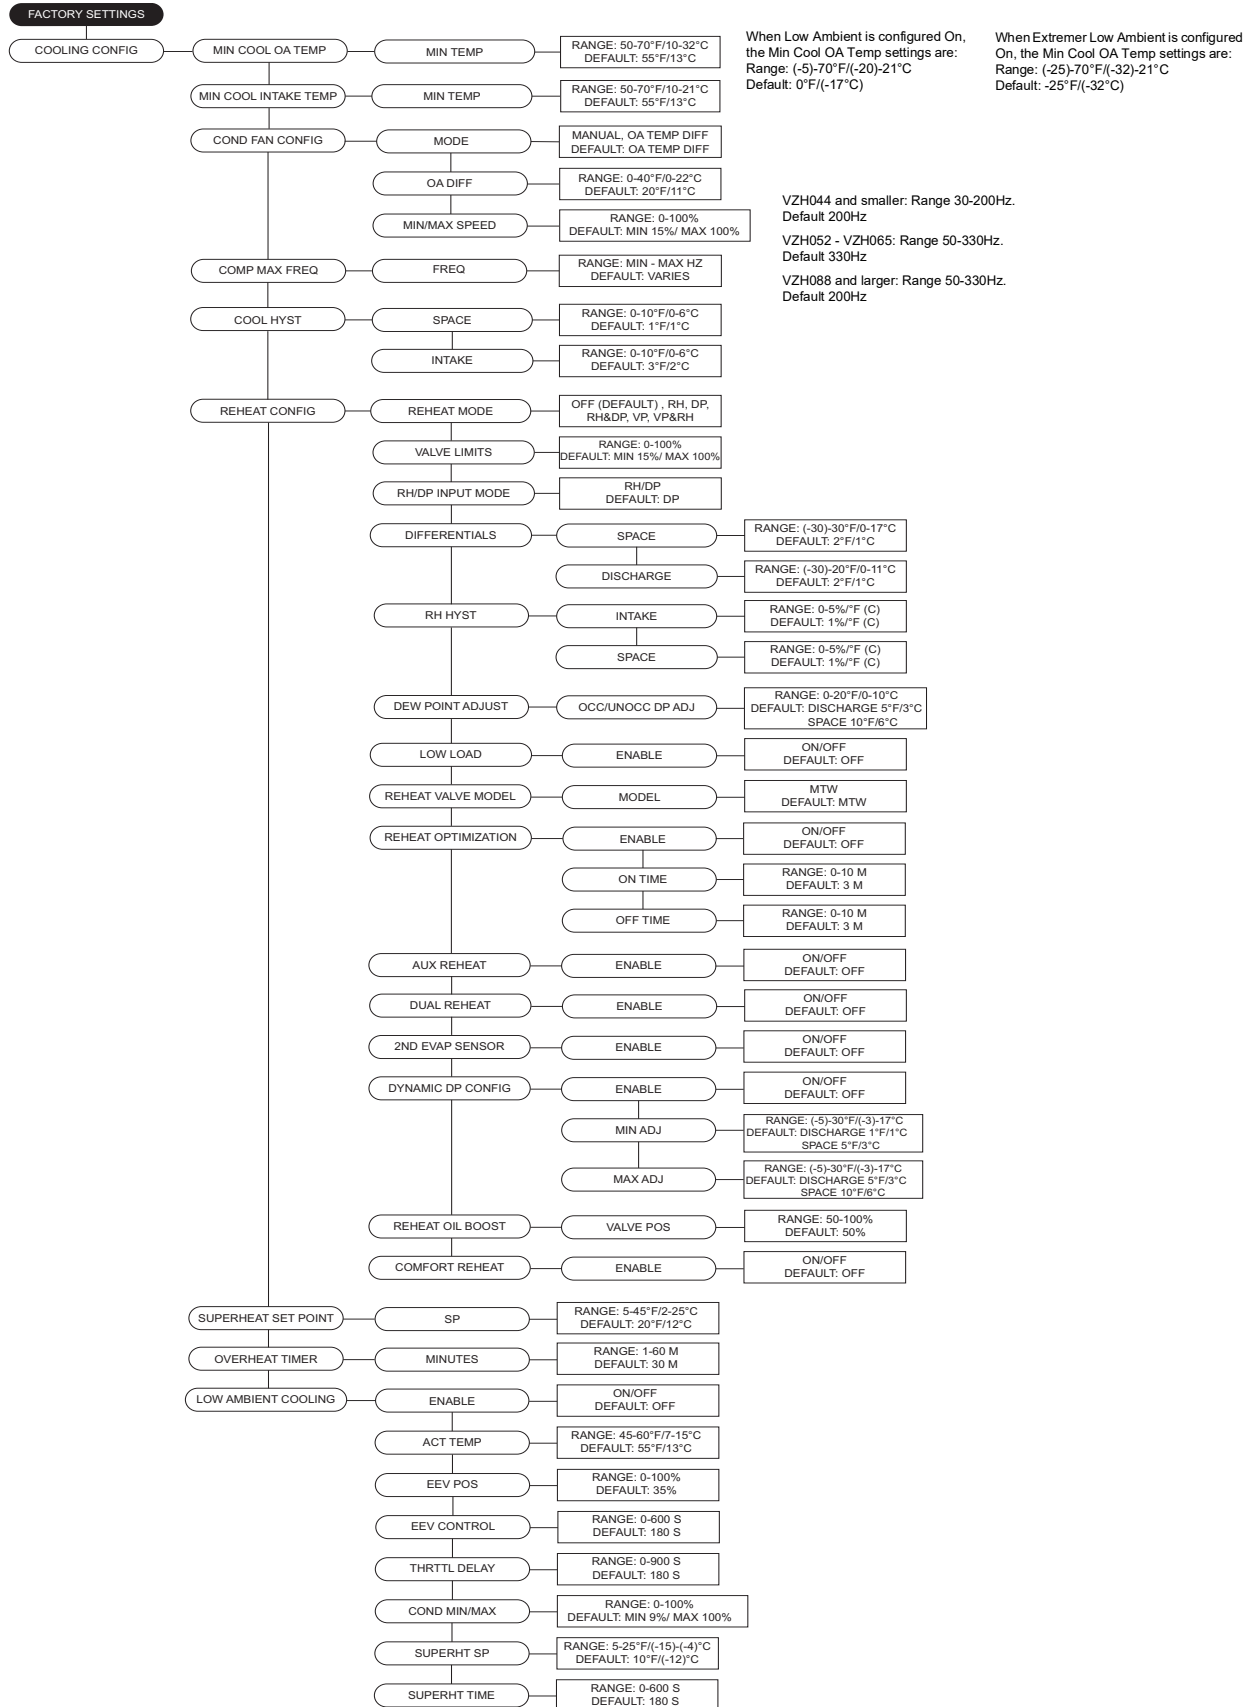 FACTORY SETTINGS
COOLING CONFIG
MIN COOL OA TEMP
MIN TEMP
RANGE: 50-70°F/10-32°C
DEFAULT: 55°F/13°C
When Low Ambient is configured On,
the Min Cool OA Temp settings are:
Range: (-5)-70°F/(-20)-21°C
Default: 0°F/(-17°C)
When Extremer Low Ambient is configured
On, the Min Cool OA Temp settings are:
Range: (-25)-70°F/(-32)-21°C
Default: -25°F/(-32°C)
MIN COOL INTAKE TEMP
MIN TEMP
RANGE: 50-70°F/10-21°C
DEFAULT: 55°F/13°C
COND FAN CONFIG
MODE
MANUAL, OA TEMP DIFF
DEFAULT: OA TEMP DIFF
OA DIFF
RANGE: 0-40°F/0-22°C
DEFAULT: 20°F/11°C
MIN/MAX SPEED
RANGE: 0-100%
DEFAULT: MIN 15%/ MAX 100%
VZH044 and smaller: Range 30-200Hz.
Default 200Hz
VZH052 - VZH065: Range 50-330Hz.
Default 330Hz
VZH088 and larger: Range 50-330Hz.
Default 200Hz
COMP MAX FREQ
FREQ
RANGE: MIN - MAX HZ
DEFAULT: VARIES
COOL HYST
SPACE
RANGE: 0-10°F/0-6°C
DEFAULT: 1°F/1°C
INTAKE
RANGE: 0-10°F/0-6°C
DEFAULT: 3°F/2°C
REHEAT CONFIG
REHEAT MODE
OFF (DEFAULT) , RH, DP,
RH&DP, VP, VP&RH
VALVE LIMITS
RANGE: 0-100%
DEFAULT: MIN 15%/ MAX 100%
RH/DP INPUT MODE
RH/DP
DEFAULT: DP
DIFFERENTIALS
SPACE
RANGE: (-30)-30°F/0-17°C
DEFAULT: 2°F/1°C
DISCHARGE
RANGE: (-30)-20°F/0-11°C
DEFAULT: 2°F/1°C
RH HYST
INTAKE
RANGE: 0-5%/°F (C)
DEFAULT: 1%/°F (C)
SPACE
RANGE: 0-5%/°F (C)
DEFAULT: 1%/°F (C)
DEW POINT ADJUST
OCC/UNOCC DP ADJ
RANGE: 0-20°F/0-10°C
DEFAULT: DISCHARGE 5°F/3°C
SPACE 10°F/6°C
LOW LOAD
ENABLE
ON/OFF
DEFAULT: OFF
REHEAT VALVE MODEL
MODEL
MTW
DEFAULT: MTW
REHEAT OPTIMIZATION
ENABLE
ON/OFF
DEFAULT: OFF
ON TIME
RANGE: 0-10 M
DEFAULT: 3 M
OFF TIME
RANGE: 0-10 M
DEFAULT: 3 M
AUX REHEAT
ENABLE
ON/OFF
DEFAULT: OFF
DUAL REHEAT
ENABLE
ON/OFF
DEFAULT: OFF
2ND EVAP SENSOR
ENABLE
ON/OFF
DEFAULT: OFF
DYNAMIC DP CONFIG
ENABLE
ON/OFF
DEFAULT: OFF
MIN ADJ
RANGE: (-5)-30°F/(-3)-17°C
DEFAULT: DISCHARGE 1°F/1°C
SPACE 5°F/3°C
MAX ADJ
RANGE: (-5)-30°F/(-3)-17°C
DEFAULT: DISCHARGE 5°F/3°C
SPACE 10°F/6°C
REHEAT OIL BOOST
VALVE POS
RANGE: 50-100%
DEFAULT: 50%
COMFORT REHEAT
ENABLE
ON/OFF
DEFAULT: OFF
SUPERHEAT SET POINT
SP
RANGE: 5-45°F/2-25°C
DEFAULT: 20°F/12°C
OVERHEAT TIMER
MINUTES
RANGE: 1-60 M
DEFAULT: 30 M
LOW AMBIENT COOLING
ENABLE
ON/OFF
DEFAULT: OFF
ACT TEMP
RANGE: 45-60°F/7-15°C
DEFAULT: 55°F/13°C
EEV POS
RANGE: 0-100%
DEFAULT: 35%
EEV CONTROL
RANGE: 0-600 S
DEFAULT: 180 S
THRTTL DELAY
RANGE: 0-900 S
DEFAULT: 180 S
COND MIN/MAX
RANGE: 0-100%
DEFAULT: MIN 9%/ MAX 100%
SUPERHT SP
RANGE: 5-25°F/(-15)-(-4)°C
DEFAULT: 10°F/(-12)°C
SUPERHT TIME
RANGE: 0-600 S
DEFAULT: 180 S